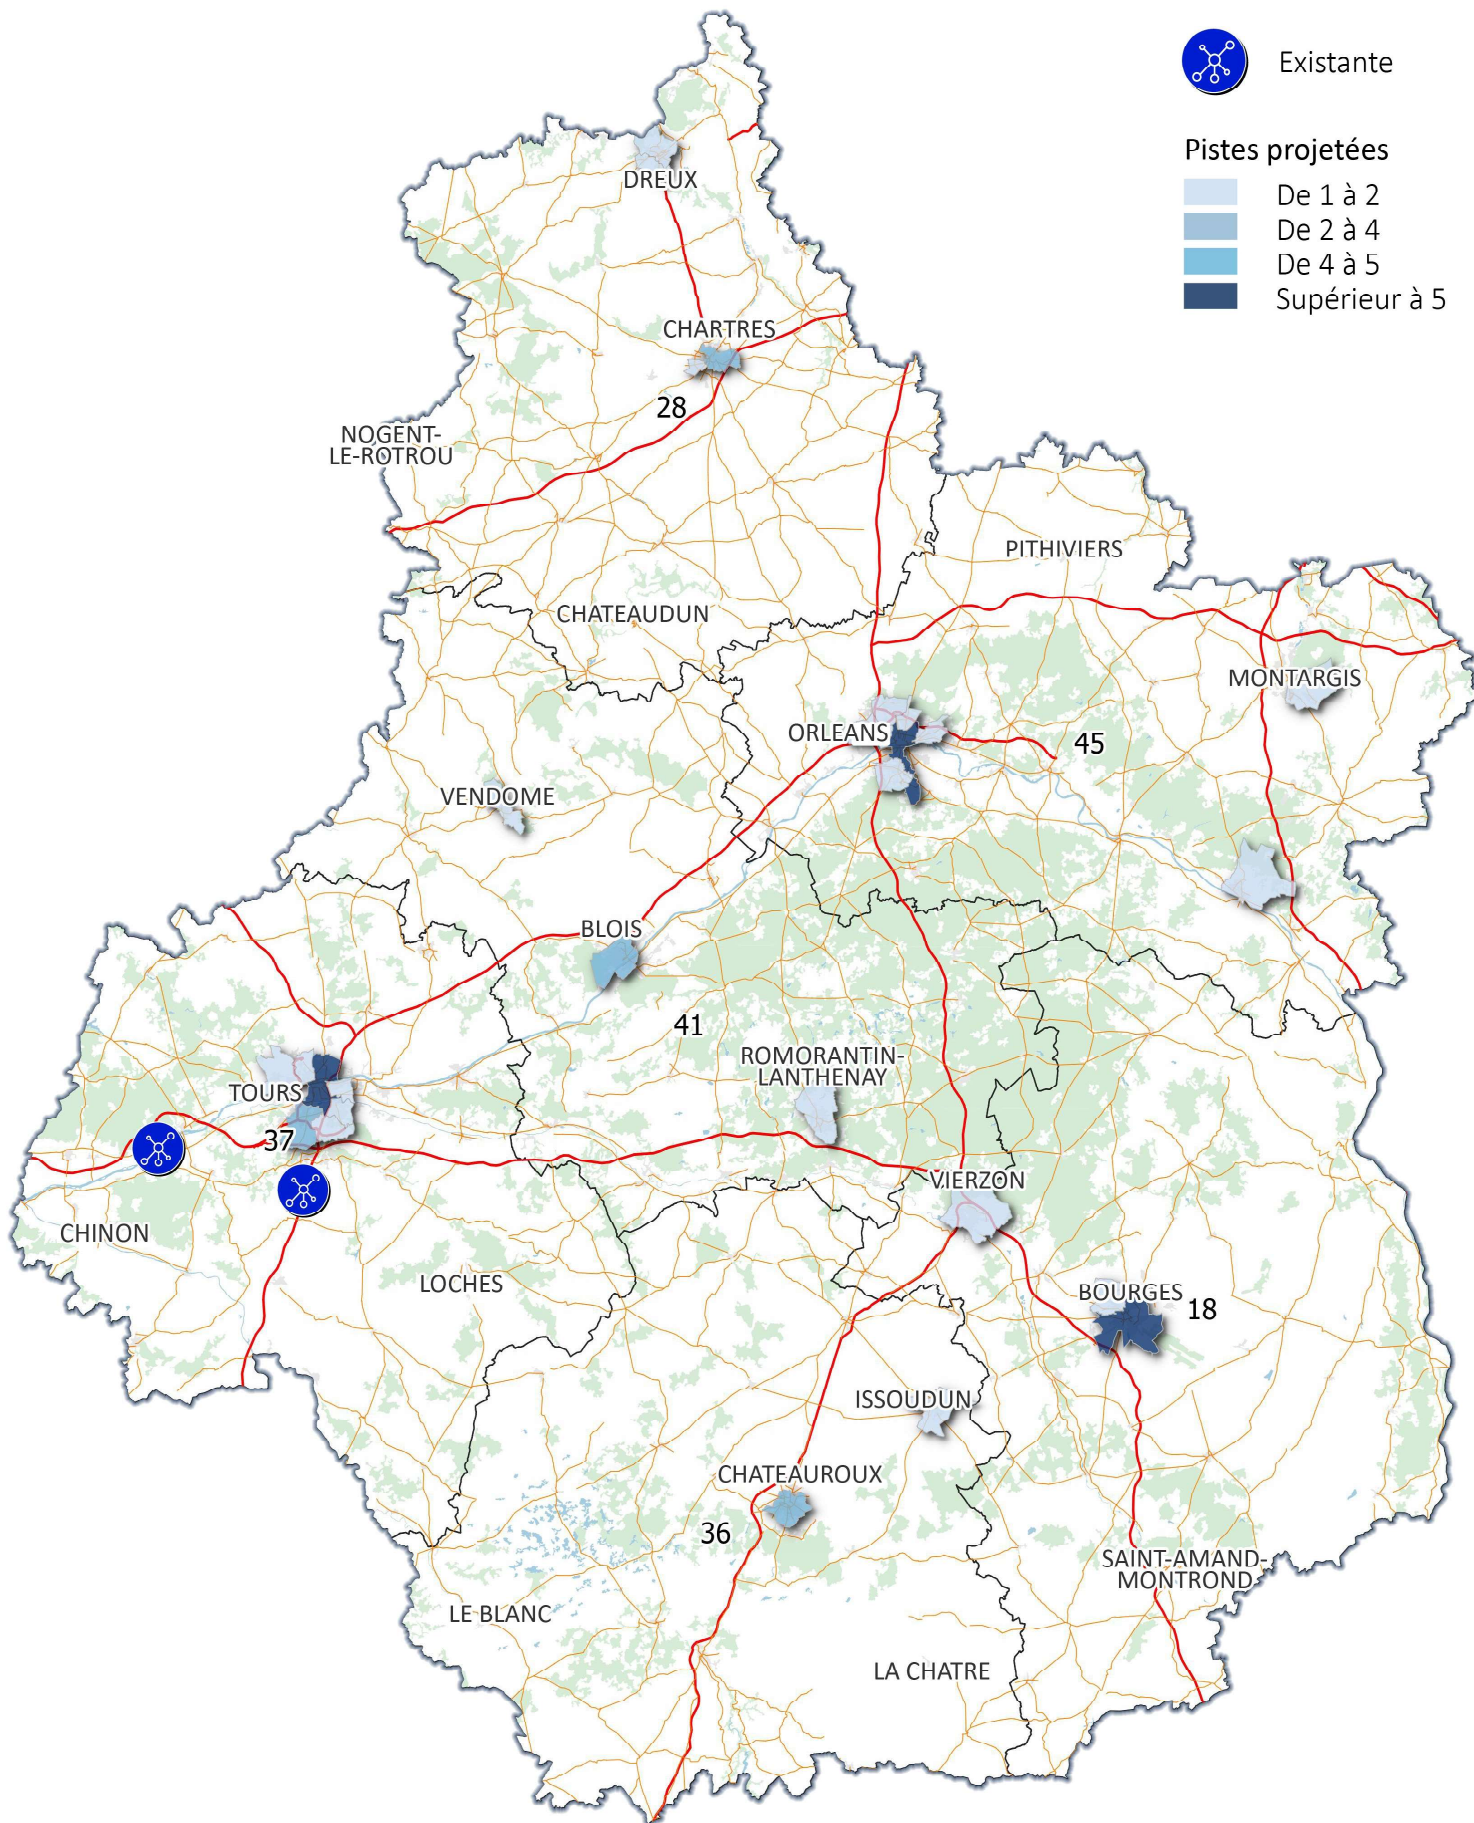 Existante
Pistes projetées
De 1 à 2
De 2 à 4
De 4 à 5
Supérieur à 5
DREUX
CHARTRES
28
NOGENT-
LE-ROTROU
PITHIVIERS
CHATEAUDUN
MONTARGIS
ORLEANS
45
VENDOME
BLOIS
41
ROMORANTIN-
LANTHENAY
TOURS
37
VIERZON
CHINON
LOCHES
BOURGES
18
ISSOUDUN
CHATEAUROUX
36
SAINT-AMAND-
MONTROND
LE BLANC
LA CHATRE